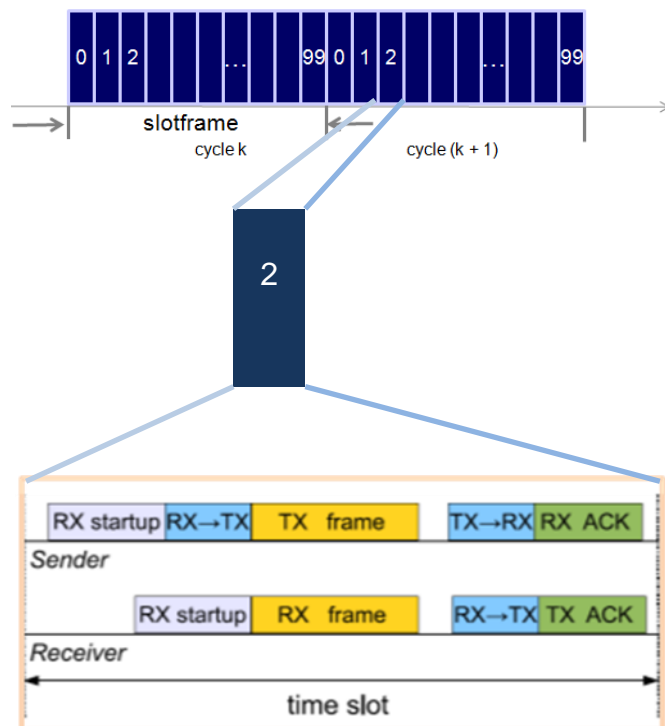 0 1 2 ... 99 0 1 2 ... 99
slotframe
cycle k cycle (k + 1)
2
RX startup RX→TX TX frame TX→RX RX ACK
Sender
RX startup RX frame RX→TX TX ACK
Receiver
time slot